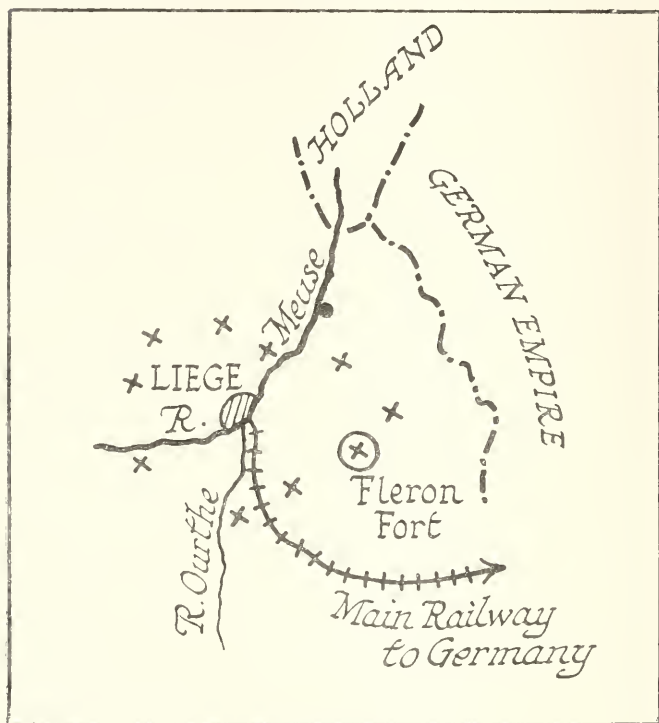 HOLLAND
GERMAN EMPIRE
Meuse
LIEGE
R.
Fleron
Fort
R. Ourthe
Main Railway
to Germany